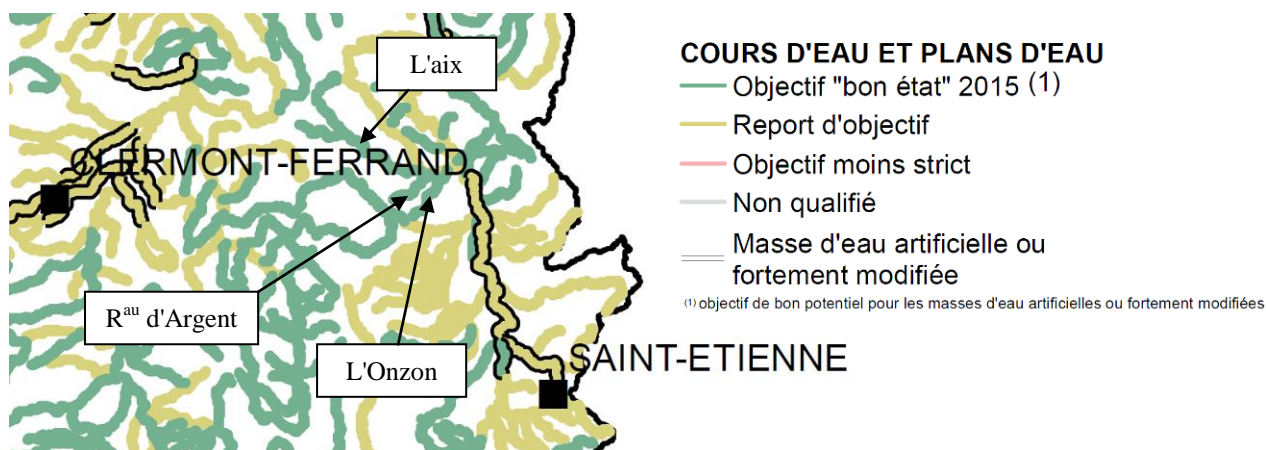 L'aix
CLERMONT-FERRAND
R^au d'Argent
L'Onzon
SAINT-ETIENNE
COURS D'EAU ET PLANS D'EAU
Objectif "bon état" 2015 (1)
Report d'objectif
Objectif moins strict
Non qualifié
Masse d'eau artificielle ou
fortement modifiée
(1) objectif de bon potentiel pour les masses d'eau artificielles ou fortement modifiées